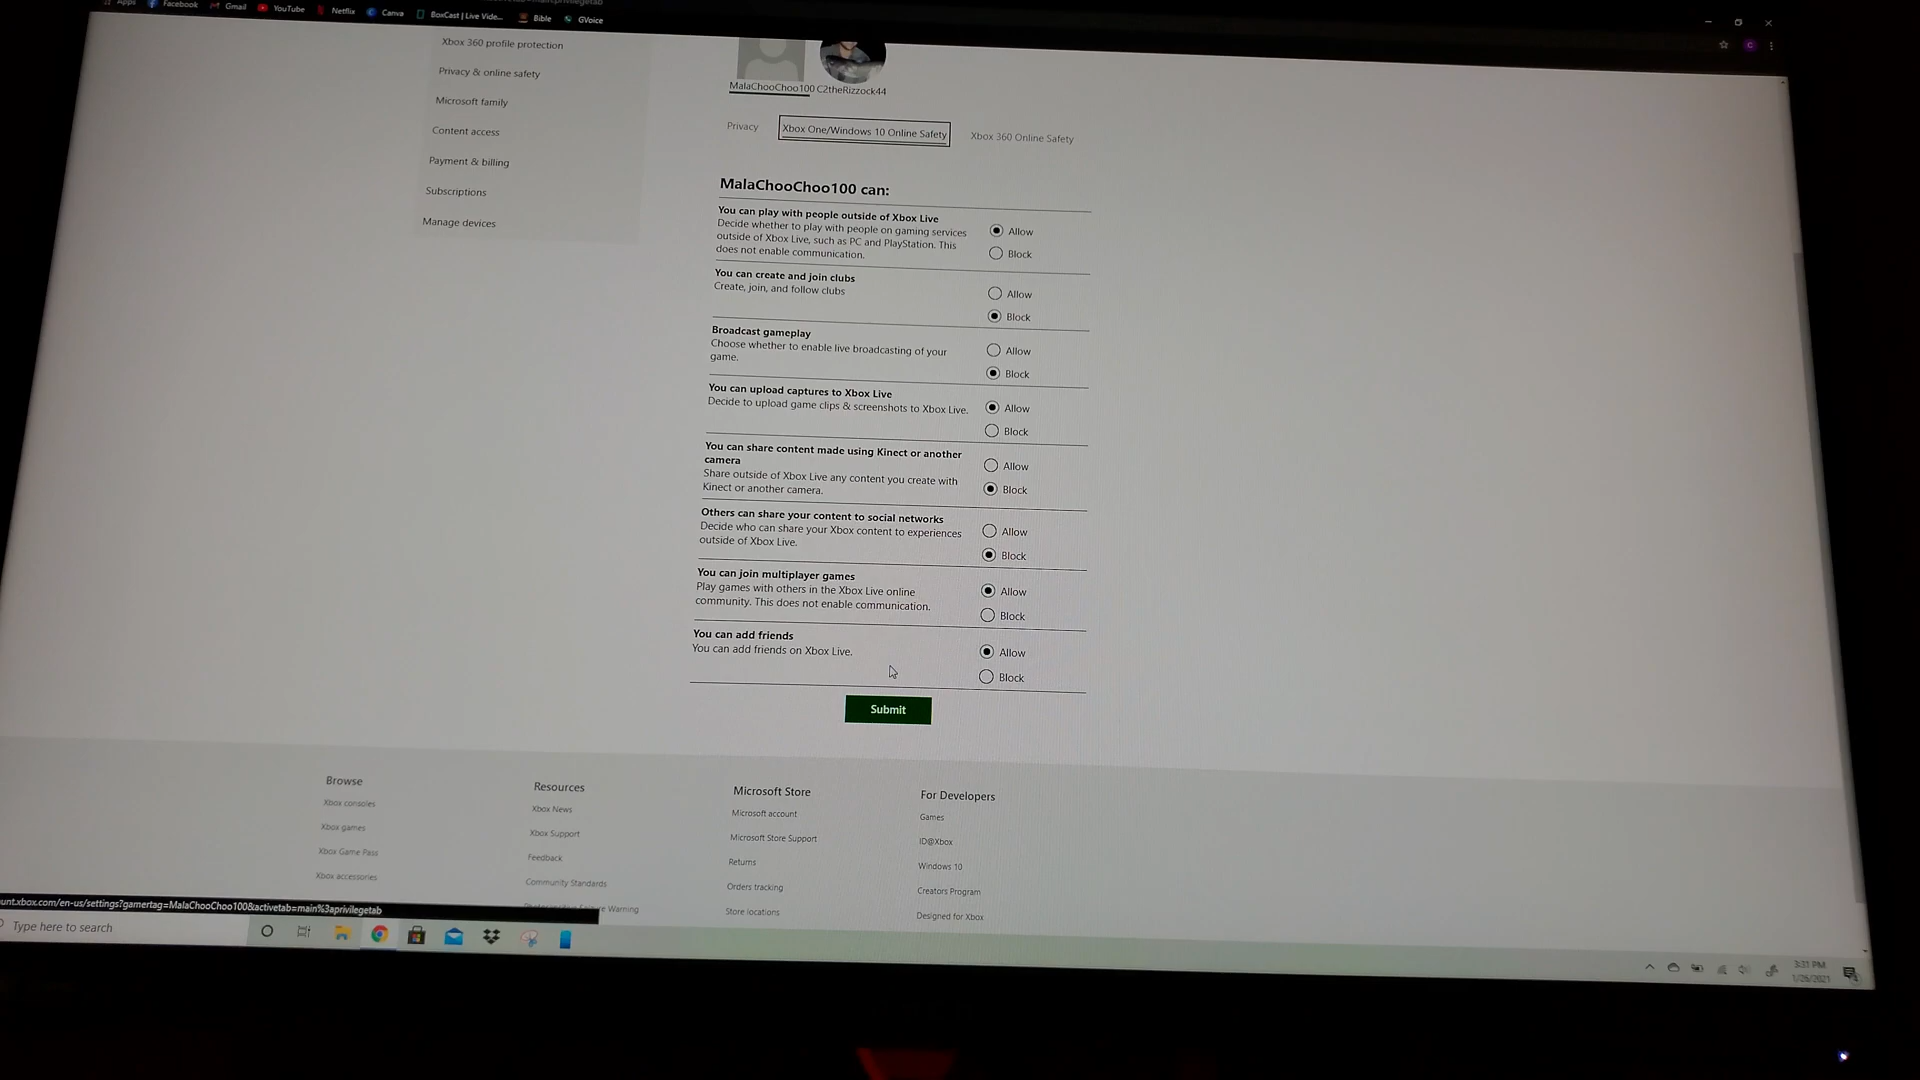 Apps Facebook Gmail YouTube Netflix Canva BoxCast | Live Vide... Bible GVoice
Xbox 360 profile protection
Privacy & online safety
Microsoft family
Content access
Payment & billing
Subscriptions
Manage devices
MalaChooChoo100 C2theRizzock44
Privacy Xbox One/Windows 10 Online Safety Xbox 360 Online Safety
MalaChooChoo100 can:
You can play with people outside of Xbox Live
Decide whether to play with people on gaming services
outside of Xbox Live, such as PC and PlayStation. This
does not enable communication.
Allow
Block
You can create and join clubs
Create, join, and follow clubs
Allow
Block
Broadcast gameplay
Choose whether to enable live broadcasting of your
game.
Allow
Block
You can upload captures to Xbox Live
Decide to upload game clips & screenshots to Xbox Live.
Allow
Block
You can share content made using Kinect or another
camera
Share outside of Xbox Live any content you create with
Kinect or another camera.
Allow
Block
Others can share your content to social networks
Decide who can share your Xbox content to experiences
outside of Xbox Live.
Allow
Block
You can join multiplayer games
Play games with others in the Xbox Live online
community. This does not enable communication.
Allow
Block
You can add friends
You can add friends on Xbox Live.
Allow
Block
Submit
Browse
Xbox consoles
Xbox games
Xbox Game Pass
Xbox accessories
Resources
Xbox News
Xbox Support
Feedback
Community Standards
Warning
Microsoft Store
Microsoft account
Microsoft Store Support
Returns
Orders tracking
Store locations
For Developers
Games
ID@Xbox
Windows 10
Creators Program
Designed for Xbox
unt.xbox.com/en-us/settings?gamertag=MalaChooChoo100&activetab=main%3aprivilegetab
Type here to search
3:31 PM
1/26/2021